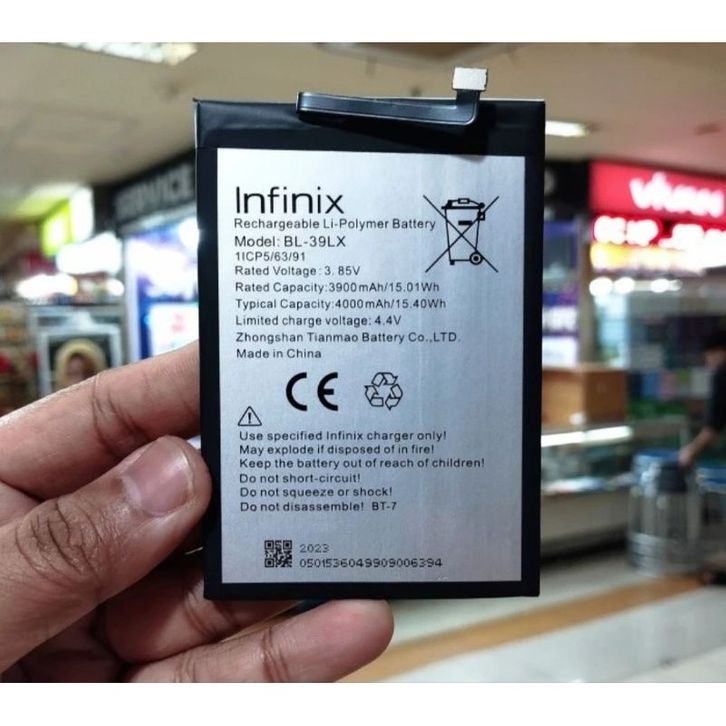 Infinix
Rechargeable Li-Polymer Battery
Model: BL-39LX
1ICP5/63/91
Rated Voltage: 3.85V
Rated Capacity:3900mAh/15.01Wh
Typical Capacity:4000mAh/15.40Wh
Limited charge voltage: 4.4V
Zhongshan Tianmao Battery Co.,LTD.
Made in China
CE
Use specified Infinix charger only!
May explode if disposed of in fire!
Keep the battery out of reach of children!
Do not short-circuit!
Do not squeeze or shock!
Do not disassemble! BT-7
2023
0501536049909006394